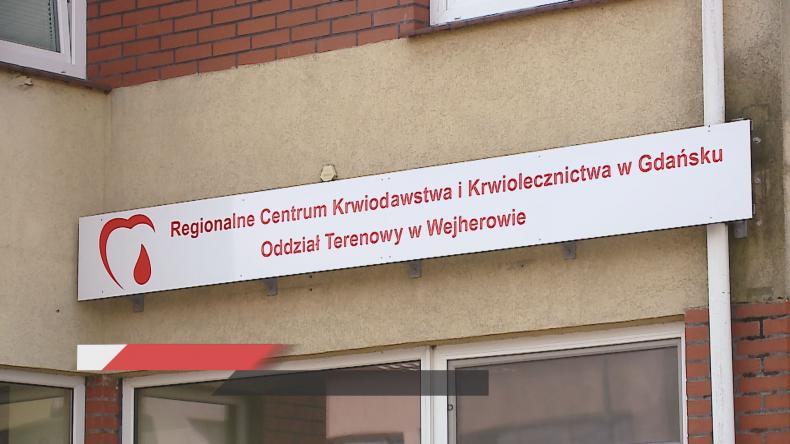 Regionalne Centrum Krwiodawstwa i Krwiolecznictwa w Gdańsku
Oddział Terenowy w Wejherowie